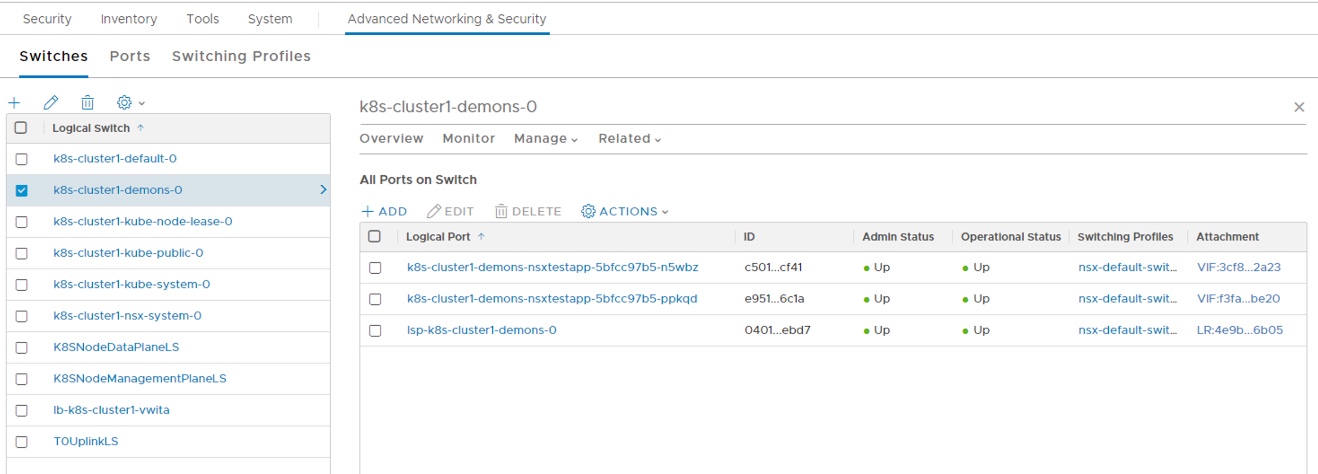 Security Inventory Tools System Advanced Networking & Security
Switches Ports Switching Profiles
k8s-cluster1-demons-0
Overview Monitor Manage Related
All Ports on Switch
ADD EDIT DELETE ACTIONS
Logical Switch
k8s-cluster1-default-0
k8s-cluster1-demons-0
k8s-cluster1-kube-node-lease-0
k8s-cluster1-kube-public-0
k8s-cluster1-kube-system-0
k8s-cluster1-nsx-system-0
K8SNodeDataPlaneLS
K8SNodeManagementPlaneLS
lb-k8s-cluster1-vwita
T0UplinkLS
Logical Port ID Admin Status Operational Status Switching Profiles Attachment
k8s-cluster1-demons-nsxtestapp-5bfcc97b5-n5wbz c501...cf41 Up Up nsx-default-swit... VIF:3cf8...2a23
k8s-cluster1-demons-nsxtestapp-5bfcc97b5-ppkqd e951...6c1a Up Up nsx-default-swit... VIF:f3fa...be20
lsp-k8s-cluster1-demons-0 0401...ebd7 Up Up nsx-default-swit... LR:4e9b...6b05